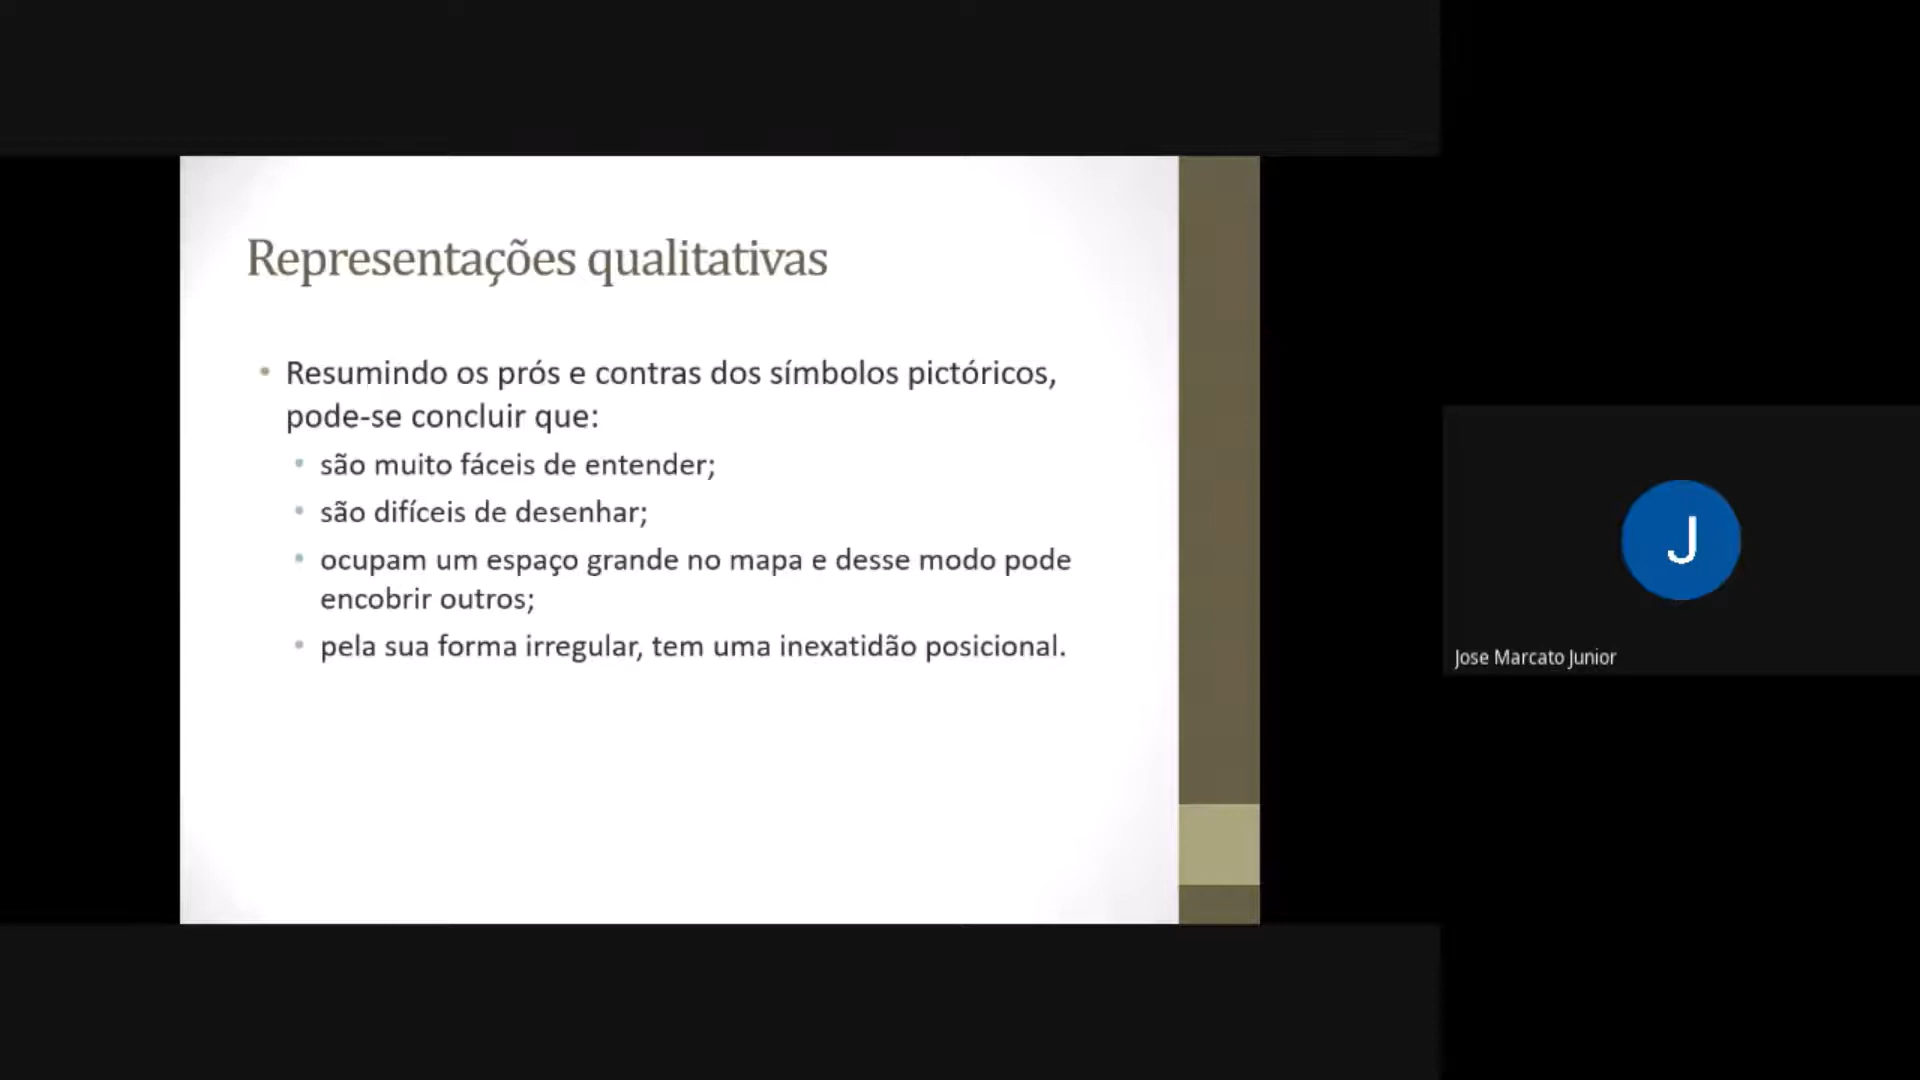 Representações qualitativas
• Resumindo os prós e contras dos símbolos pictóricos,
pode-se concluir que:
• são muito fáceis de entender;
• são difíceis de desenhar;
• ocupam um espaço grande no mapa e desse modo pode
encobrir outros;
• pela sua forma irregular, tem uma inexatidão posicional.
J
Jose Marcato Junior